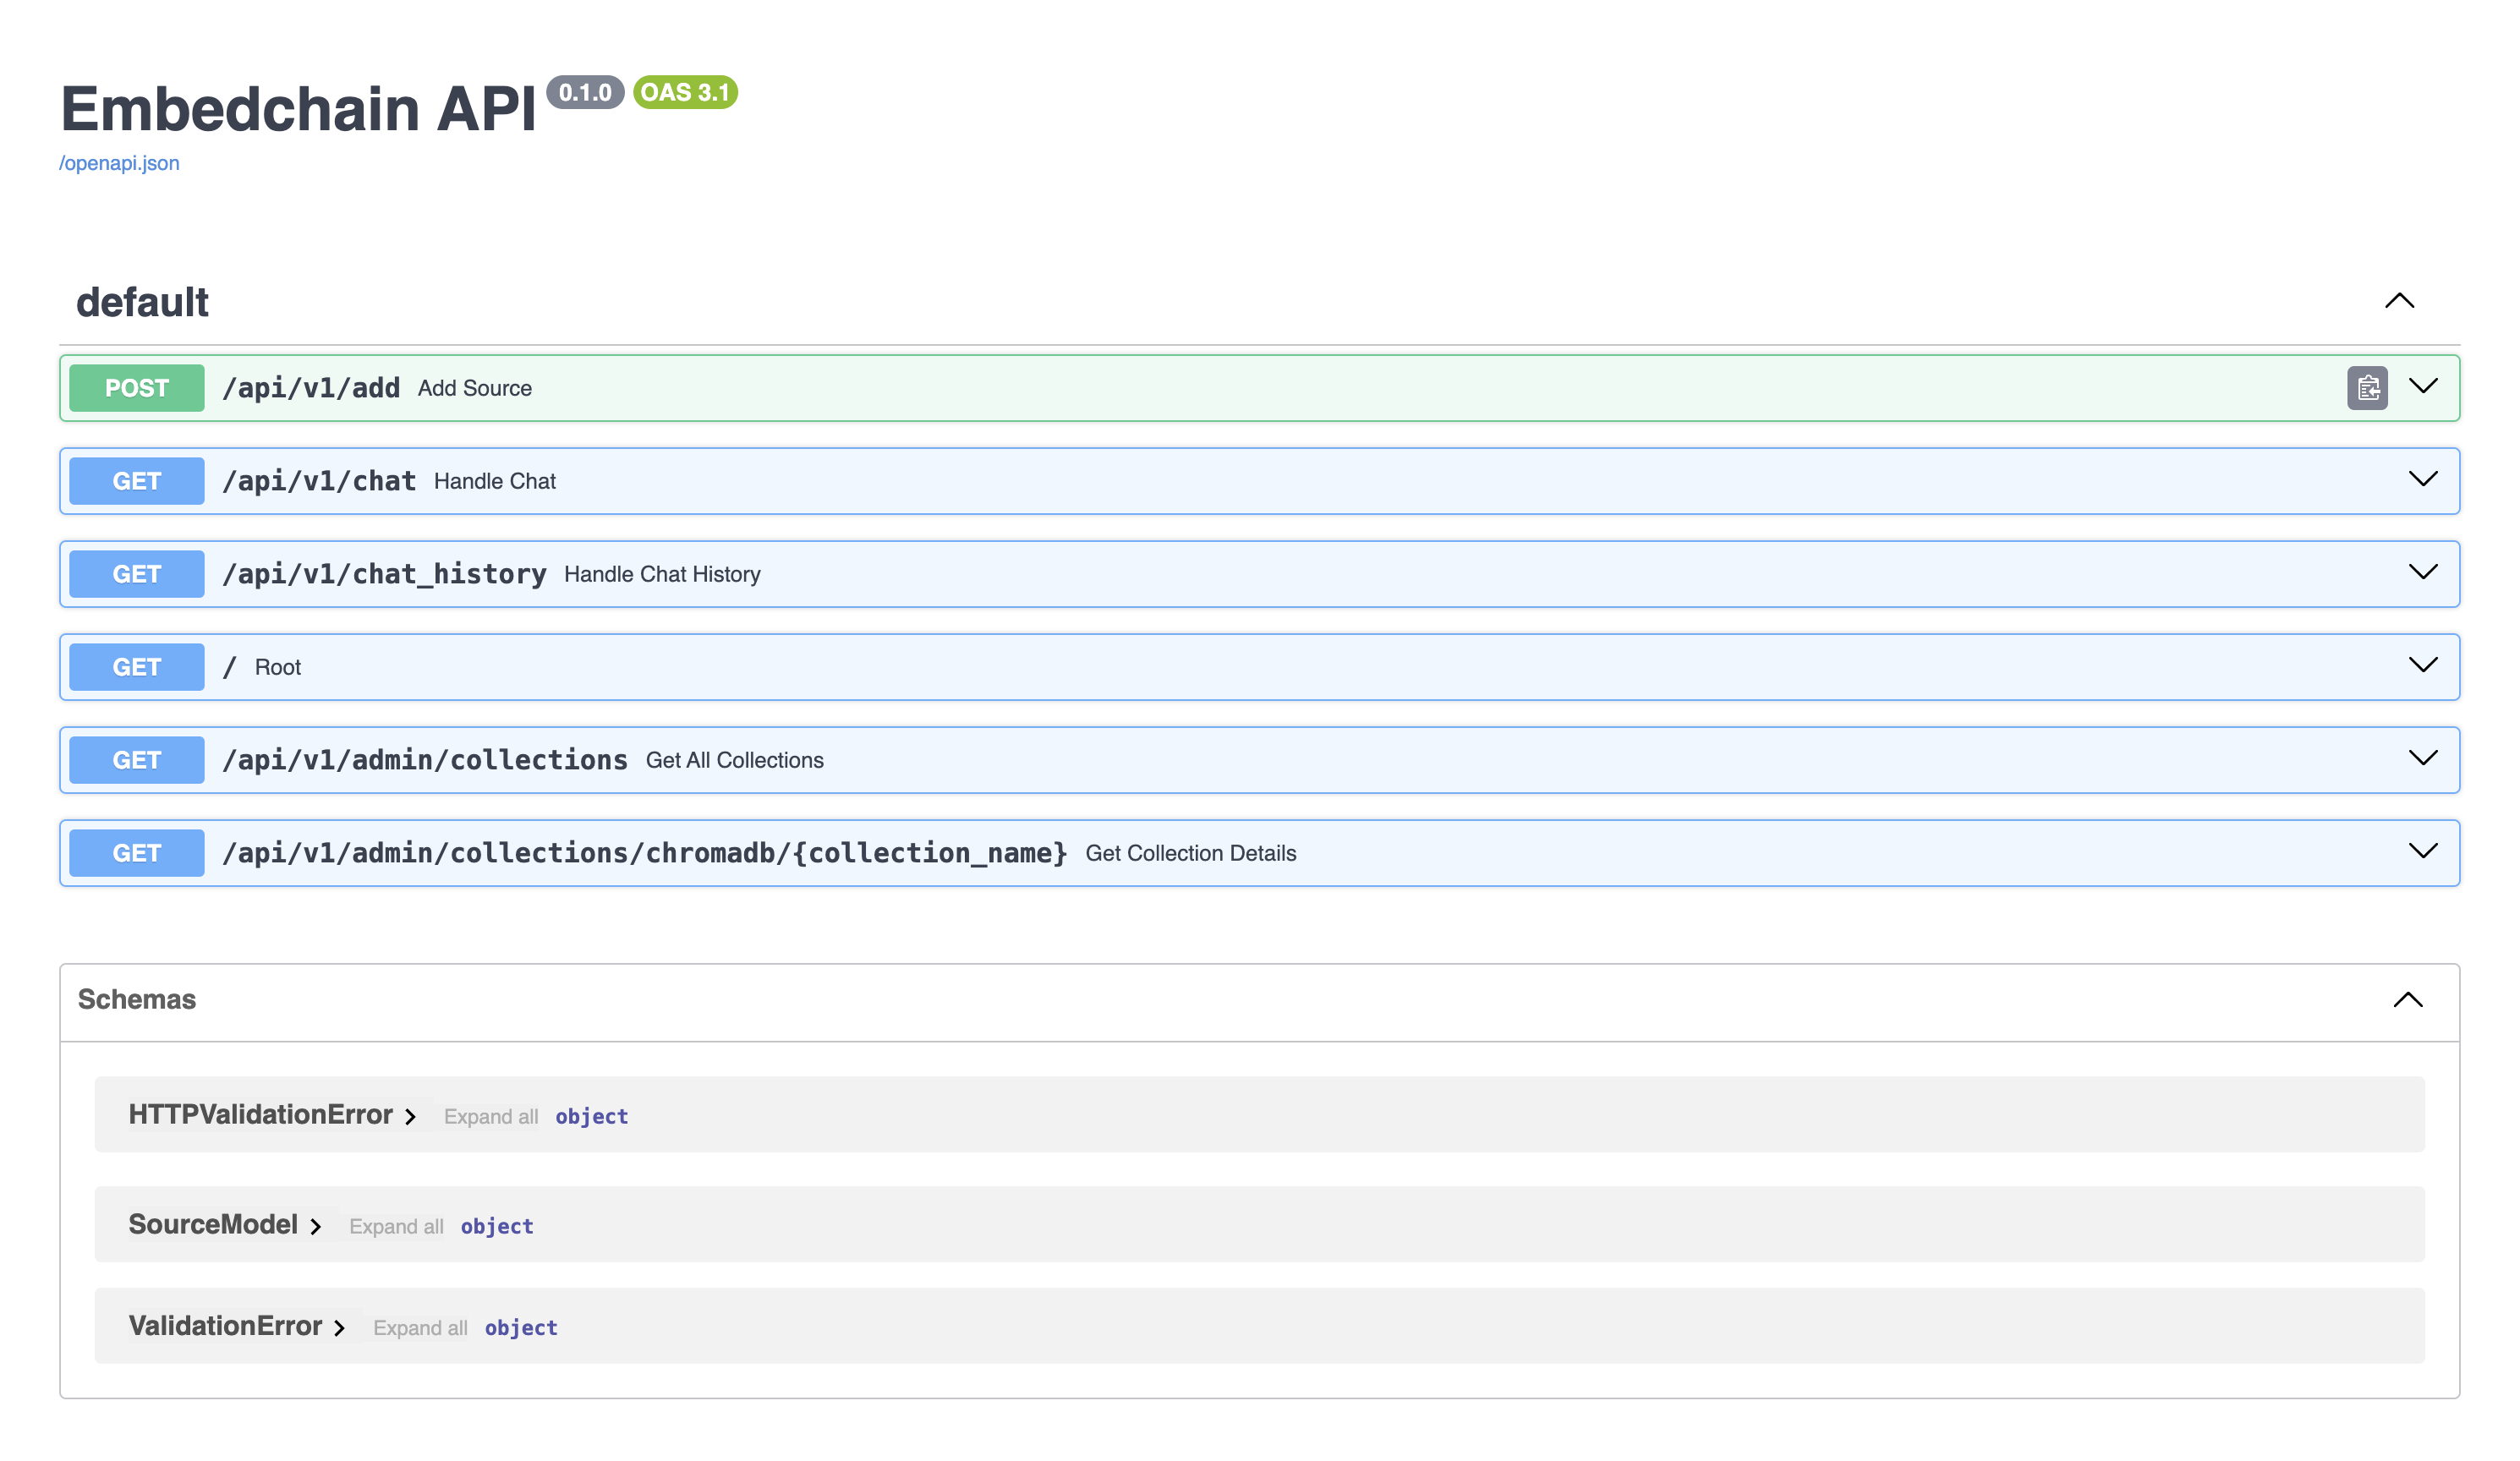 Embedchain API 0.1.0 OAS 3.1
/openapi.json
default
POST /api/v1/add Add Source
GET /api/v1/chat Handle Chat
GET /api/v1/chat_history Handle Chat History
GET / Root
GET /api/v1/admin/collections Get All Collections
GET /api/v1/admin/collections/chromadb/{collection_name} Get Collection Details
Schemas
HTTPValidationError Expand all object
SourceModel Expand all object
ValidationError Expand all object